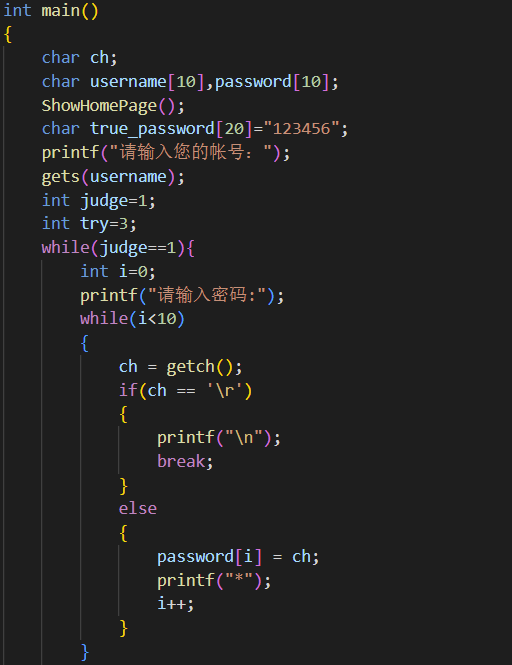 int main()
{
    char ch;
    char username[10],password[10];
    ShowHomePage();
    char true_password[20]="123456";
    printf("请输入您的帐号：");
    gets(username);
    int judge=1;
    int try=3;
    while(judge==1){
        int i=0;
        printf("请输入密码:");
        while(i<10)
        {
            ch = getch();
            if(ch == '\r')
            {
                printf("\n");
                break;
            }
            else
            {
                password[i] = ch;
                printf("*");
                i++;
            }
        }